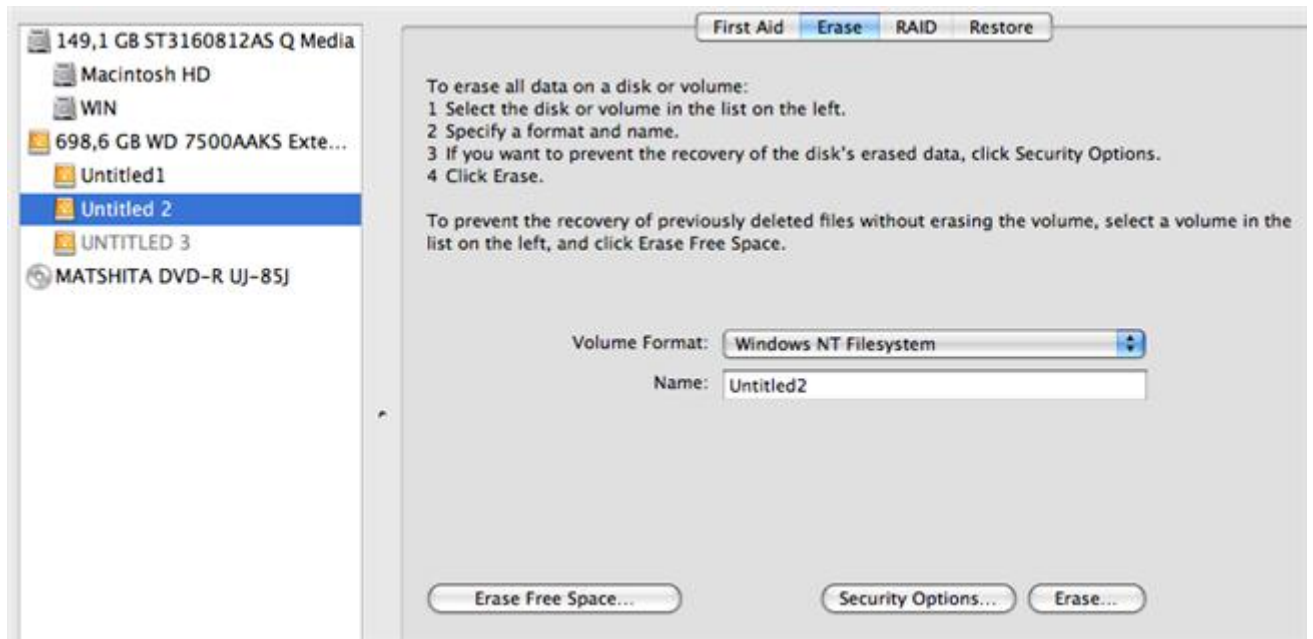 149,1 GB ST3160812AS Q Media
Macintosh HD
WIN
698,6 GB WD 7500AAKS Exte...
Untitled1
Untitled 2
UNTITLED 3
MATSHITA DVD-R UJ-85J
First Aid Erase RAID Restore
To erase all data on a disk or volume:
1 Select the disk or volume in the list on the left.
2 Specify a format and name.
3 If you want to prevent the recovery of the disk's erased data, click Security Options.
4 Click Erase.
To prevent the recovery of previously deleted files without erasing the volume, select a volume in the
list on the left, and click Erase Free Space.
Volume Format: Windows NT Filesystem
Name: Untitled2
Erase Free Space... Security Options... Erase...